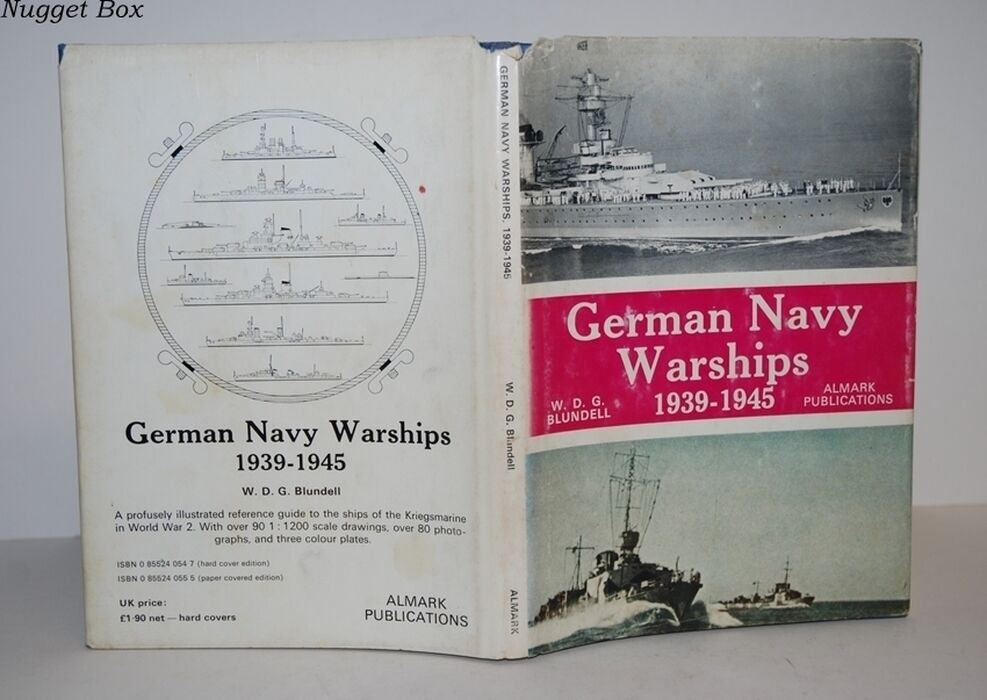 Nugget Box
German Navy Warships
1939-1945
W. D. G. Blundell
A profusely illustrated reference guide to the ships of the Kriegsmarine
in World War 2. With over 90 1 : 1200 scale drawings, over 80 photo-
graphs, and three colour plates.
ISBN 0 85524 054 7 (hard cover edition)
ISBN 0 85524 055 5 (paper covered edition)
UK price:
£1·90 net — hard covers
ALMARK
PUBLICATIONS
GERMAN NAVY WARSHIPS, 1939-1945
W. D. G. Blundell
ALMARK
German Navy
Warships
1939-1945
W. D. G.
BLUNDELL
ALMARK
PUBLICATIONS